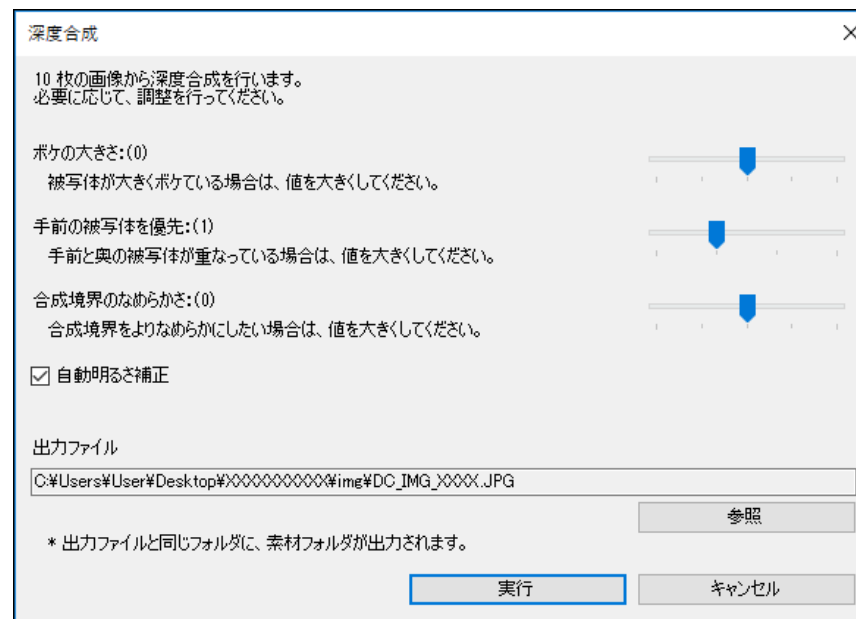 深度合成
10 枚の画像から深度合成を行います。
必要に応じて、調整を行ってください。
ボケの大きさ:(0)
被写体が大きくボケている場合は、値を大きくしてください。
手前の被写体を優先:(1)
手前と奥の被写体が重なっている場合は、値を大きくしてください。
合成境界のなめらかさ:(0)
合成境界をよりなめらかにしたい場合は、値を大きくしてください。
自動明るさ補正
出力ファイル
C:¥Users¥User¥Desktop¥XXXXXXXXXXX¥img¥DC_IMG_XXXX.JPG
参照
* 出力ファイルと同じフォルダに、素材フォルダが出力されます。
実行
キャンセル